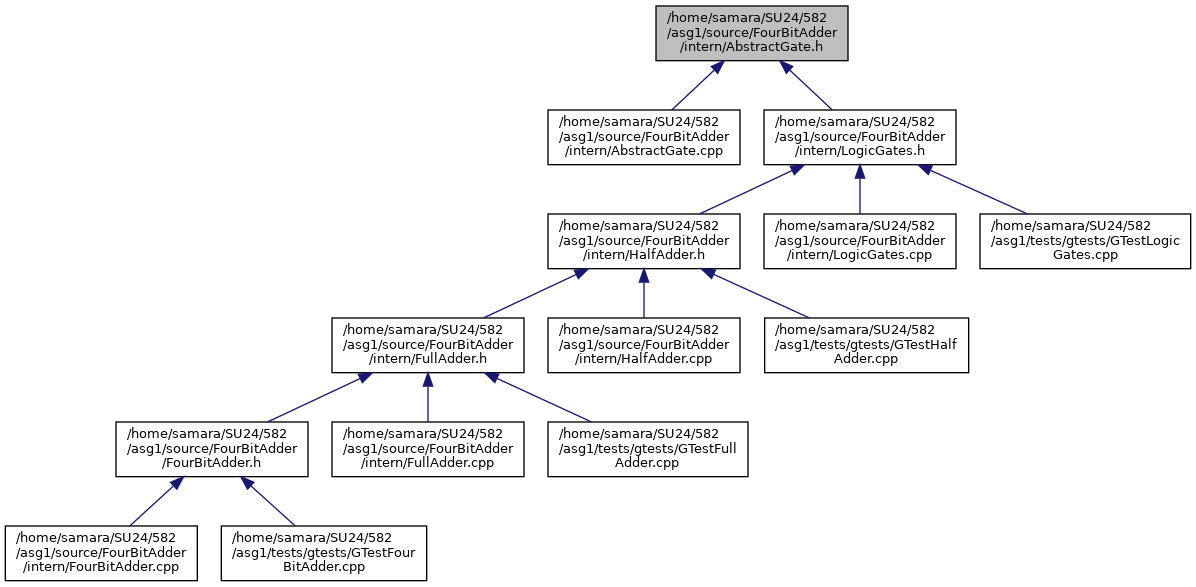 /home/samara/SU24/582
/asg1/source/FourBitAdder
/intern/AbstractGate.h
/home/samara/SU24/582
/asg1/source/FourBitAdder
/intern/AbstractGate.cpp
/home/samara/SU24/582
/asg1/source/FourBitAdder
/intern/LogicGates.h
/home/samara/SU24/582
/asg1/source/FourBitAdder
/intern/HalfAdder.h
/home/samara/SU24/582
/asg1/source/FourBitAdder
/intern/LogicGates.cpp
/home/samara/SU24/582
/asg1/tests/gtests/GTestLogic
Gates.cpp
/home/samara/SU24/582
/asg1/source/FourBitAdder
/intern/FullAdder.h
/home/samara/SU24/582
/asg1/source/FourBitAdder
/intern/HalfAdder.cpp
/home/samara/SU24/582
/asg1/tests/gtests/GTestHalf
Adder.cpp
/home/samara/SU24/582
/asg1/source/FourBitAdder
/FourBitAdder.h
/home/samara/SU24/582
/asg1/source/FourBitAdder
/intern/FullAdder.cpp
/home/samara/SU24/582
/asg1/tests/gtests/GTestFull
Adder.cpp
/home/samara/SU24/582
/asg1/source/FourBitAdder
/intern/FourBitAdder.cpp
/home/samara/SU24/582
/asg1/tests/gtests/GTestFour
BitAdder.cpp